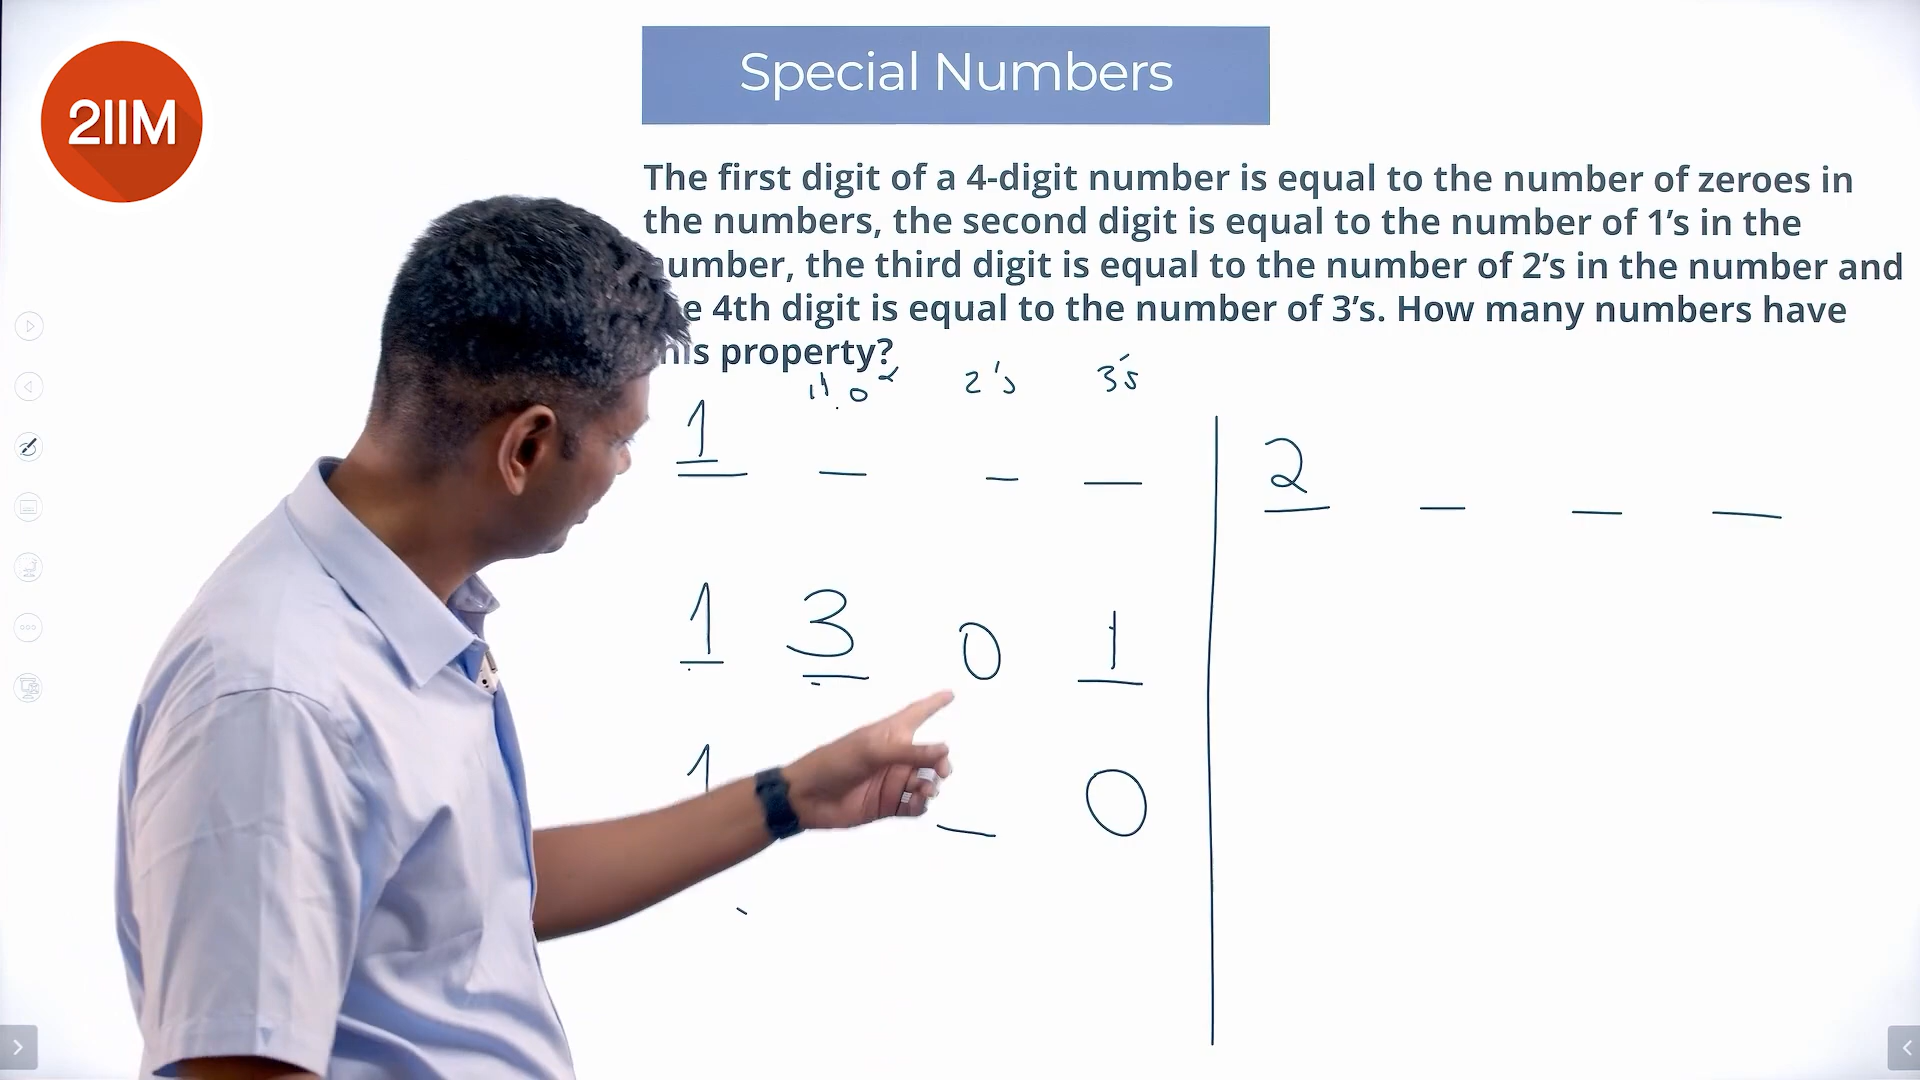 Special Numbers
2IIM
The first digit of a 4-digit number is equal to the number of zeroes in
the numbers, the second digit is equal to the number of 1's in the
umber, the third digit is equal to the number of 2's in the number and
e 4th digit is equal to the number of 3's. How many numbers have
his property?
2's 3's
1
2
1 3 0 1
1 0